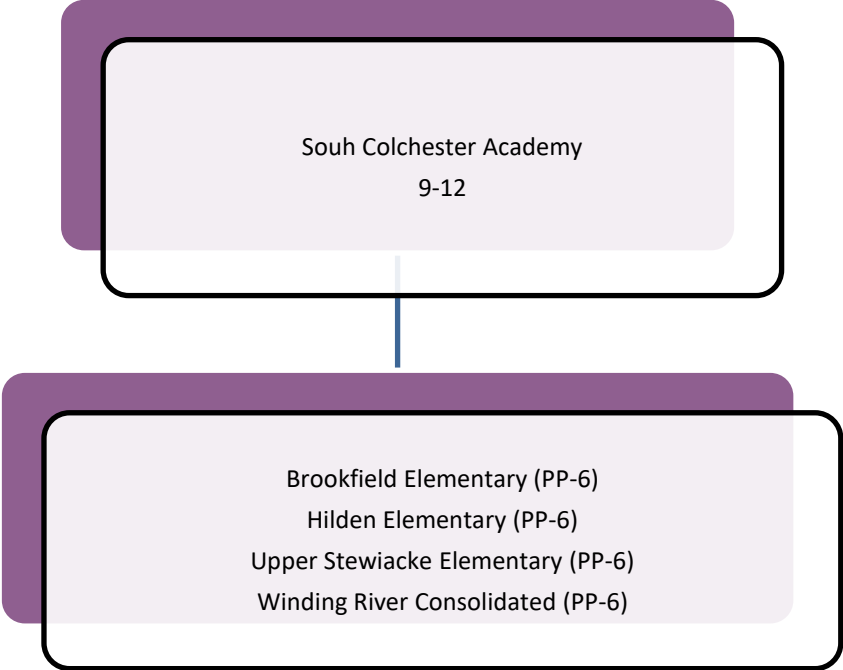 Souh Colchester Academy
9-12
Brookfield Elementary (PP-6)
Hilden Elementary (PP-6)
Upper Stewiacke Elementary (PP-6)
Winding River Consolidated (PP-6)